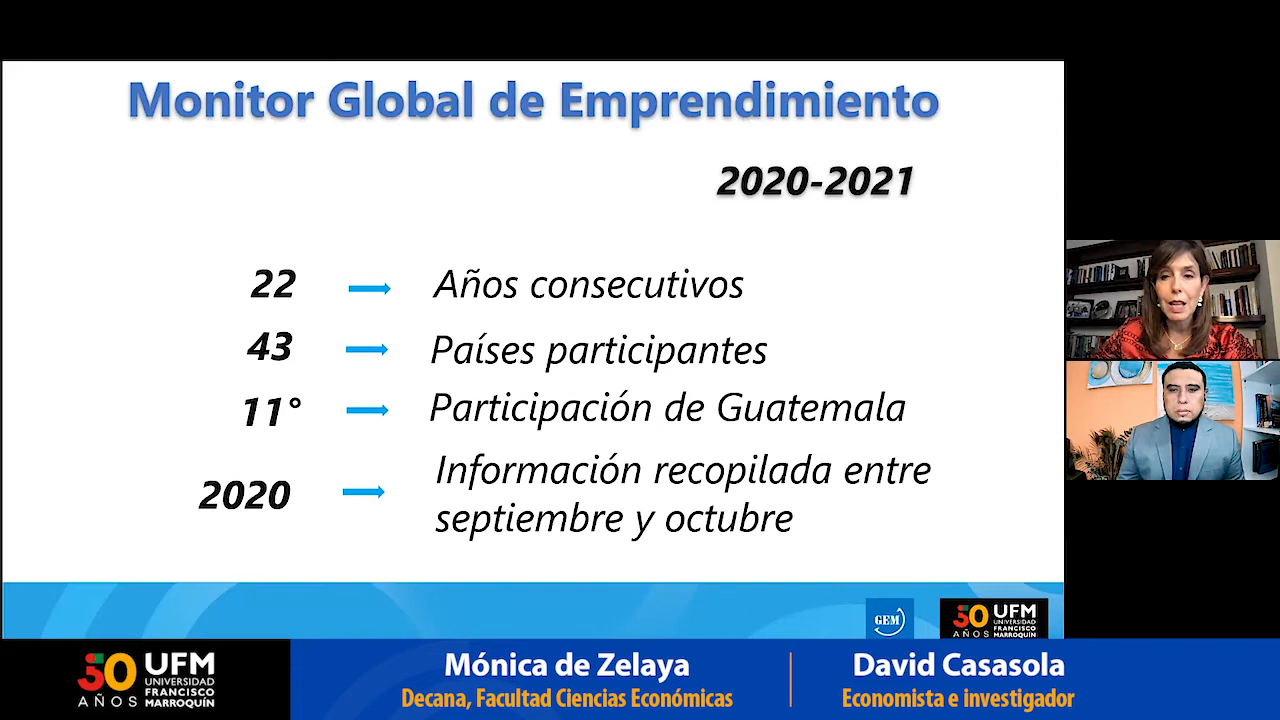 Monitor Global de Emprendimiento
2020-2021
22 Años consecutivos
43 Países participantes
11° Participación de Guatemala
2020 Información recopilada entre
septiembre y octubre
GEM
50 AÑOS
UFM
UNIVERSIDAD
FRANCISCO
MARROQUÍN
50 AÑOS
UFM
UNIVERSIDAD
FRANCISCO
MARROQUÍN
Mónica de Zelaya
Decana, Facultad Ciencias Económicas
David Casasola
Economista e investigador